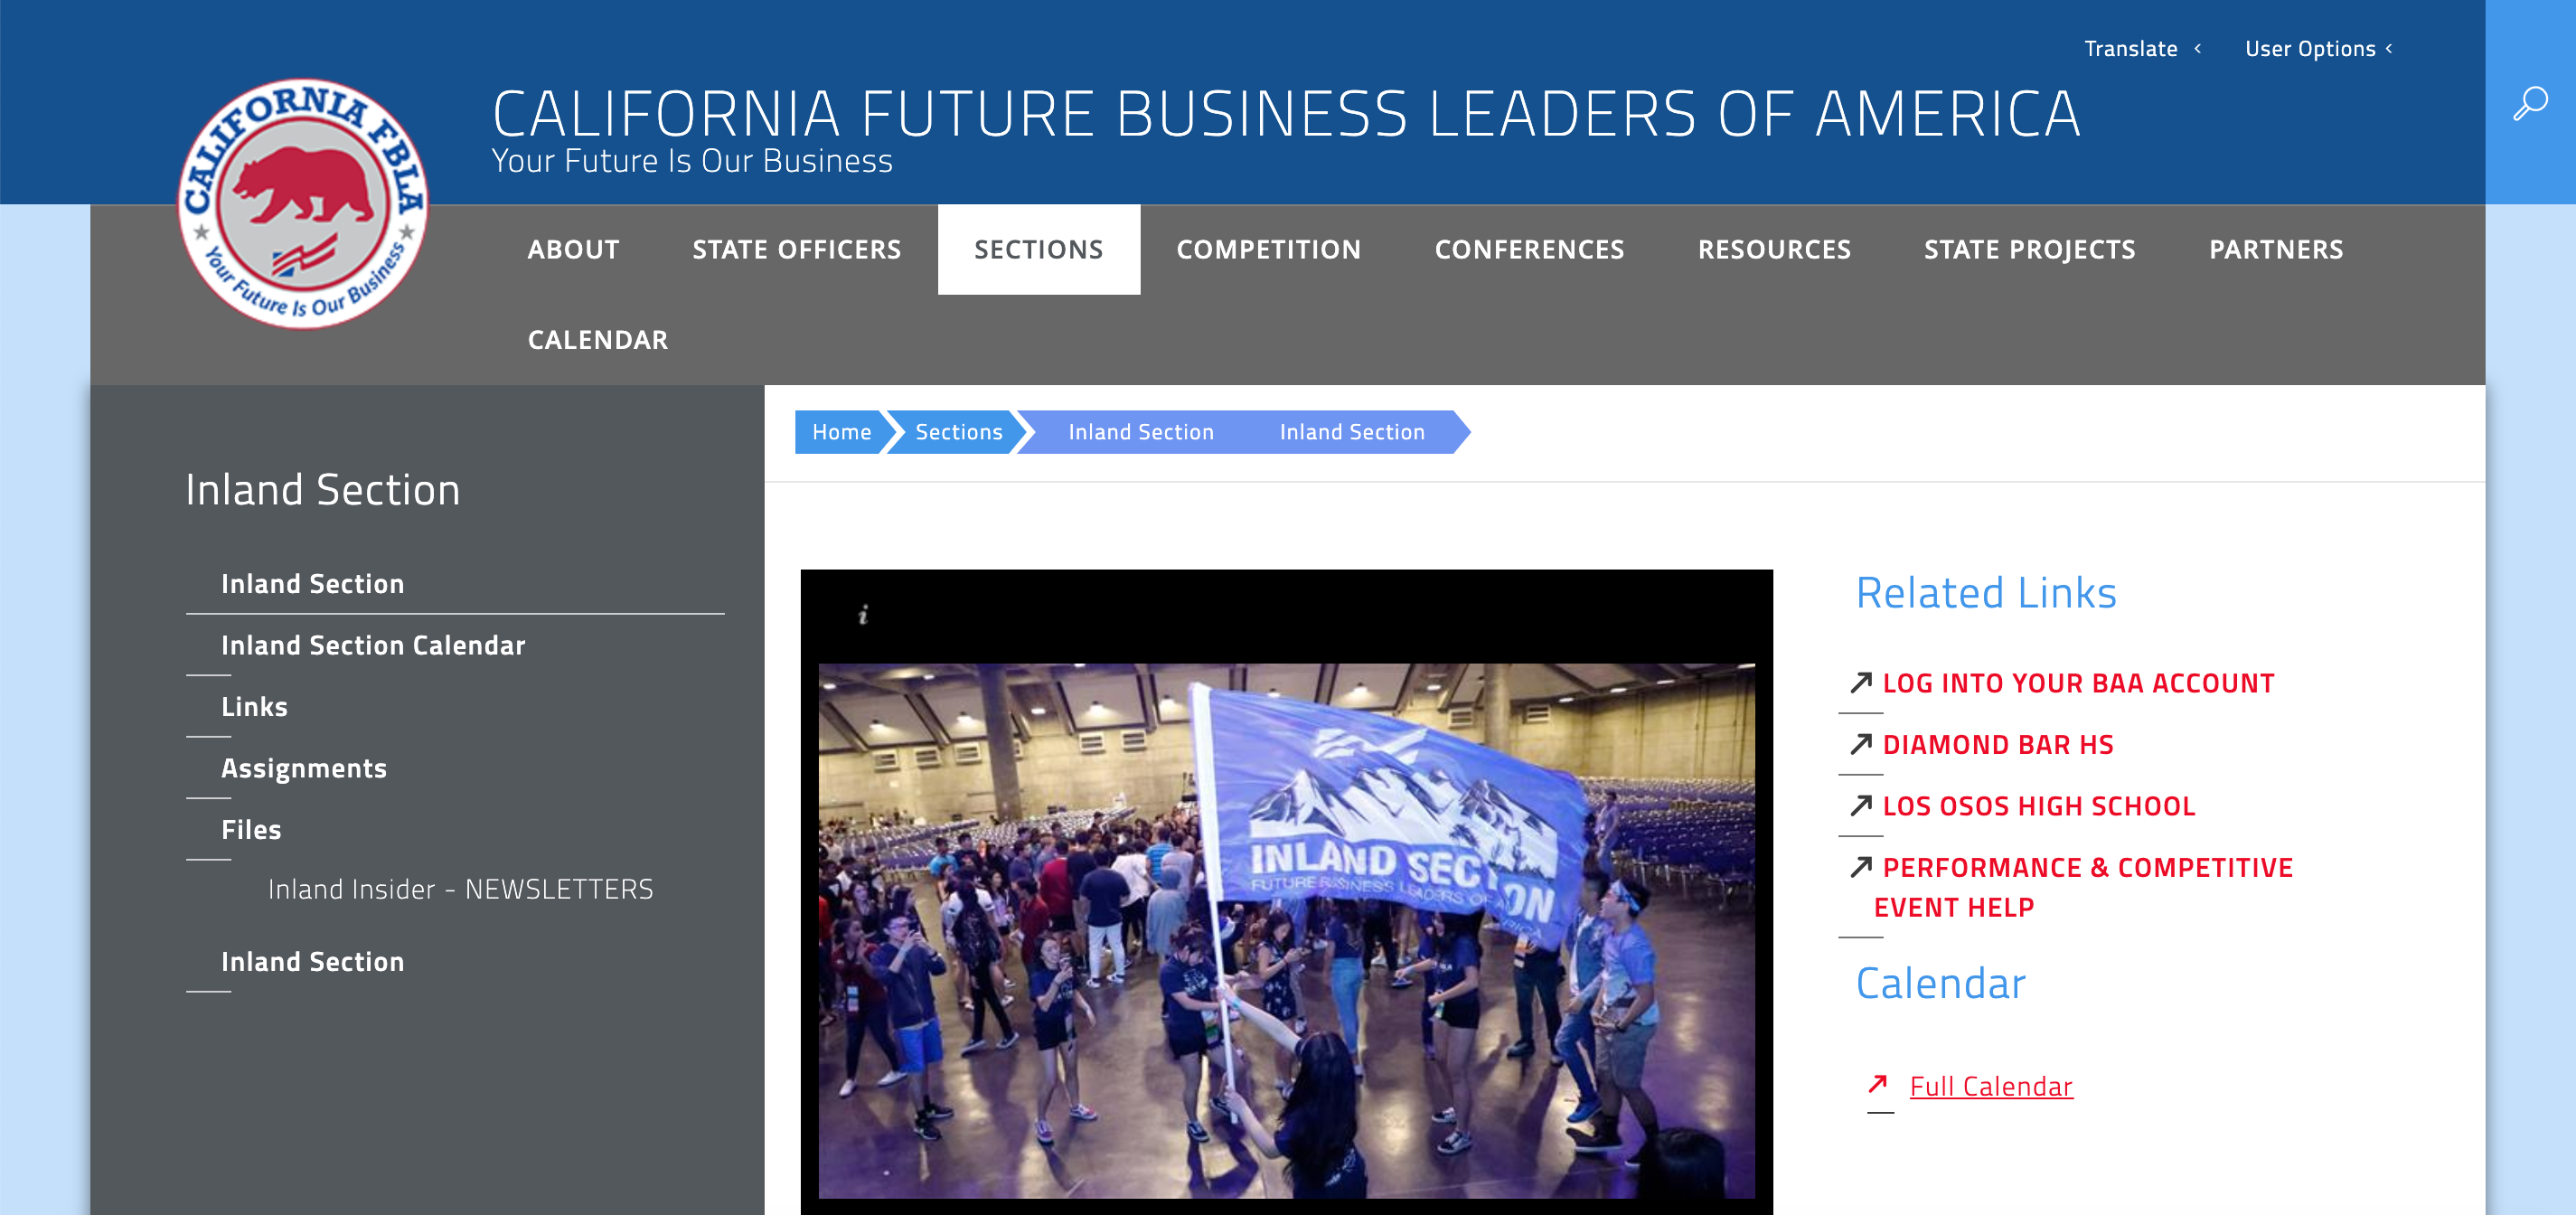 Translate <
User Options <
CALIFORNIA FUTURE BUSINESS LEADERS OF AMERICA
Your Future Is Our Business
CALIFORNIA FBLA
Your Future Is Our Business
ABOUT STATE OFFICERS SECTIONS COMPETITION CONFERENCES RESOURCES STATE PROJECTS PARTNERS
CALENDAR
Home Sections Inland Section Inland Section
Inland Section
Inland Section
Inland Section Calendar
Links
Assignments
Files
Inland Insider - NEWSLETTERS
Inland Section
i
INLAND SECTION
FUTURE BUSINESS LEADERS OF AMERICA
Related Links
LOG INTO YOUR BAA ACCOUNT
DIAMOND BAR HS
LOS OSOS HIGH SCHOOL
PERFORMANCE & COMPETITIVE
EVENT HELP
Calendar
Full Calendar